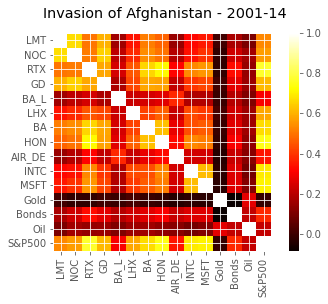 Invasion of Afghanistan - 2001-14
LMT
NOC
RTX
GD
BA_L
LHX
BA
HON
AIR_DE
INTC
MSFT
Gold
Bonds
Oil
S&P500
LMT
NOC
RTX
GD
BA_L
LHX
BA
HON
AIR_DE
INTC
MSFT
Gold
Bonds
Oil
S&P500
1.0
0.8
0.6
0.4
0.2
0.0